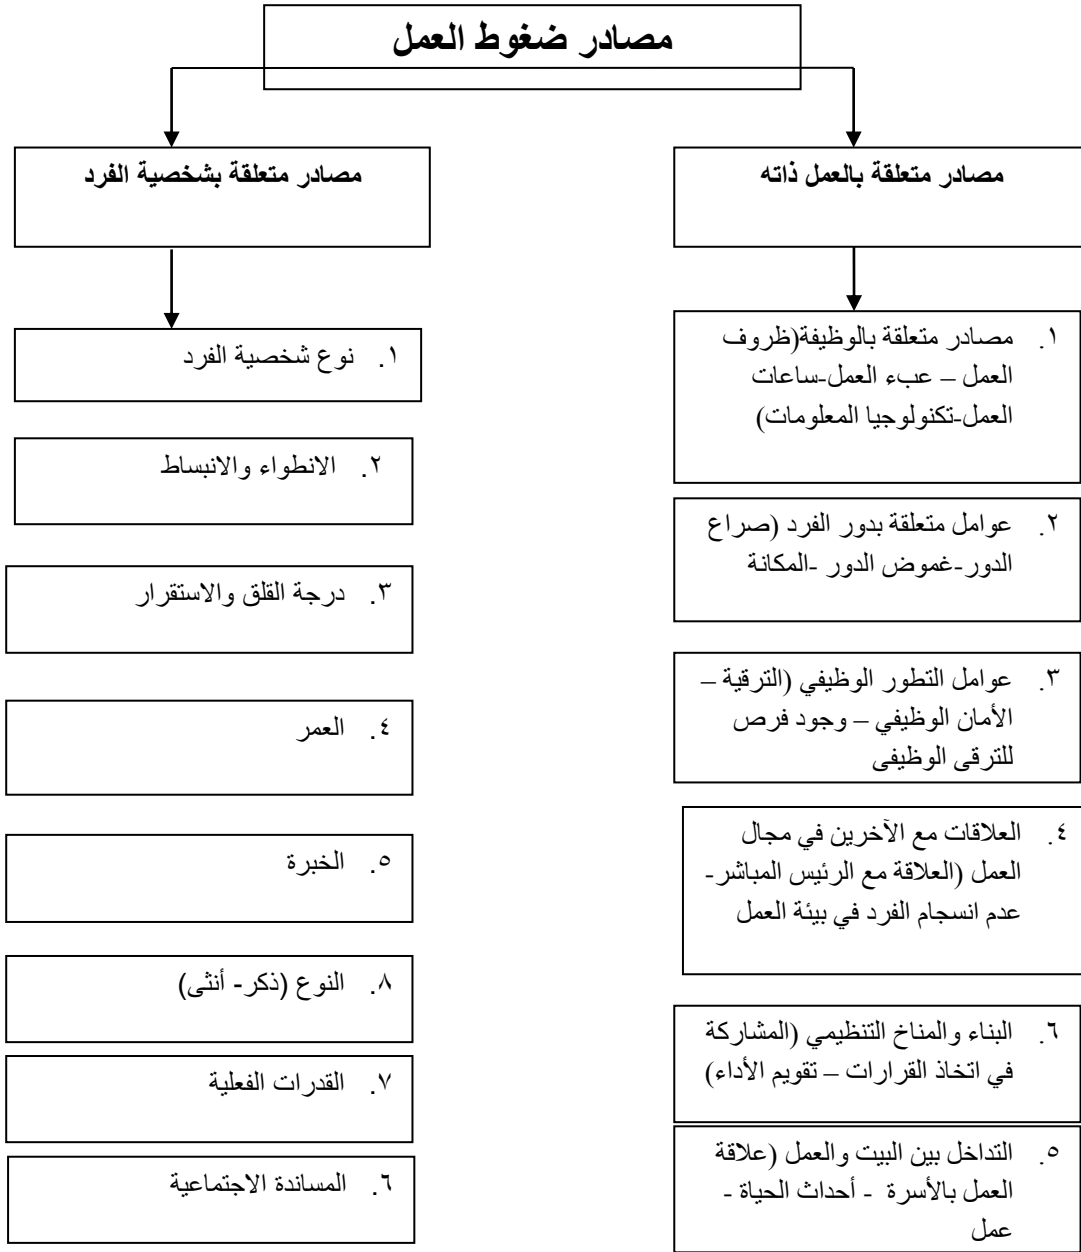 مصادر ضغوط العمل
مصادر متعلقة بالعمل ذاته
مصادر متعلقة بشخصية الفرد
١. مصادر متعلقة بالوظيفة(ظروف
العمل – عبء العمل-ساعات
العمل-تكنولوجيا المعلومات)
٢. عوامل متعلقة بدور الفرد (صراع
الدور-غموض الدور -المكانة
٣. عوامل التطور الوظيفي (الترقية –
الأمان الوظيفي – وجود فرص
للترقى الوظيفى
٤. العلاقات مع الآخرين في مجال
العمل (العلاقة مع الرئيس المباشر-
عدم انسجام الفرد في بيئة العمل
٦. البناء والمناخ التنظيمي (المشاركة
في اتخاذ القرارات – تقويم الأداء)
٥. التداخل بين البيت والعمل (علاقة
العمل بالأسرة - أحداث الحياة -
عمل
١. نوع شخصية الفرد
٢. الانطواء والانبساط
٣. درجة القلق والاستقرار
٤. العمر
٥. الخبرة
٨. النوع (ذكر- أنثى)
٧. القدرات الفعلية
٦. المساندة الاجتماعية